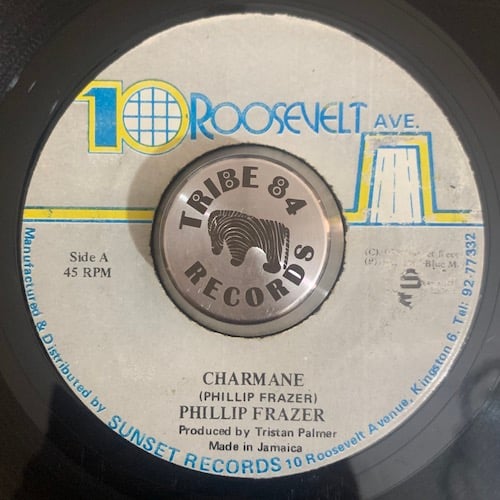 10 ROOSEVELT AVE.
TRIBE 84
RECORDS
Side A
45 RPM
CHARMANE
(PHILLIP FRAZER)
PHILLIP FRAZER
Produced by Tristan Palmer
Made in Jamaica
Manufactured & Distributed by SUNSET RECORDS 10 Roosevelt Avenue, Kingston 6. Tel: 92-77332